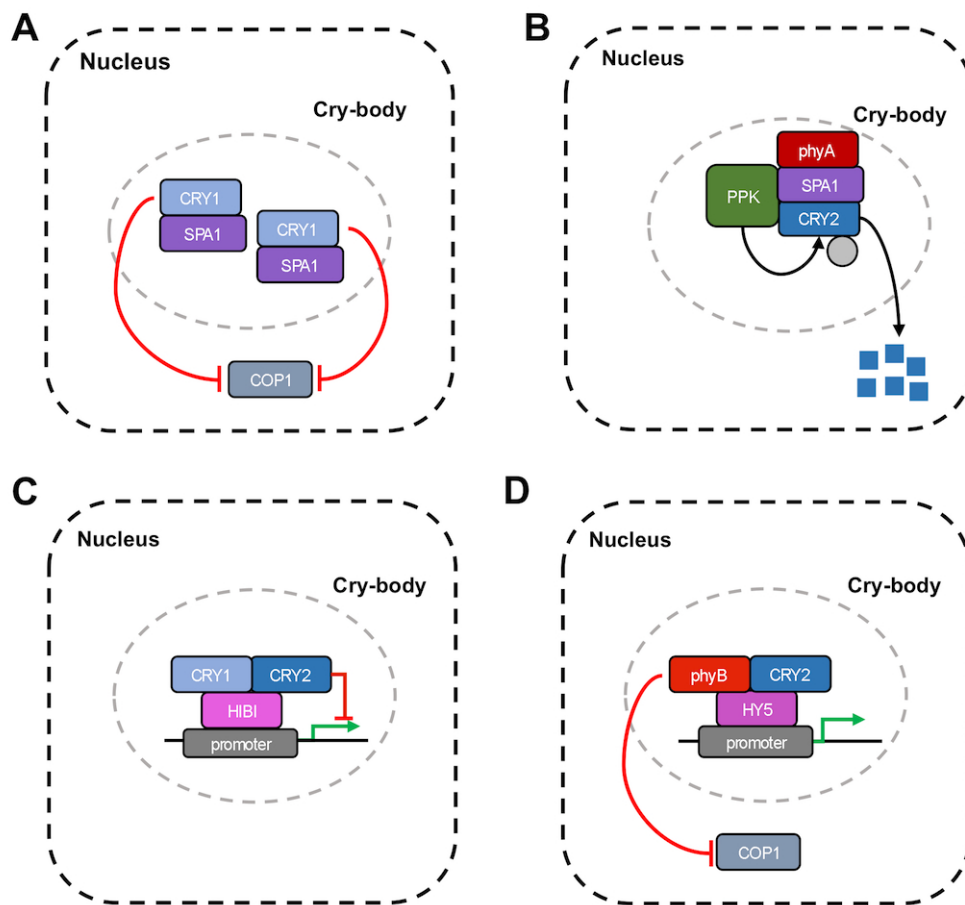 A
Nucleus
Cry-body
CRY1
SPA1
CRY1
SPA1
COP1
B
Nucleus
Cry-body
phyA
PPK
SPA1
CRY2
C
Nucleus
Cry-body
CRY1 CRY2
HIBI
promoter
D
Nucleus
Cry-body
phyB CRY2
HY5
promoter
COP1